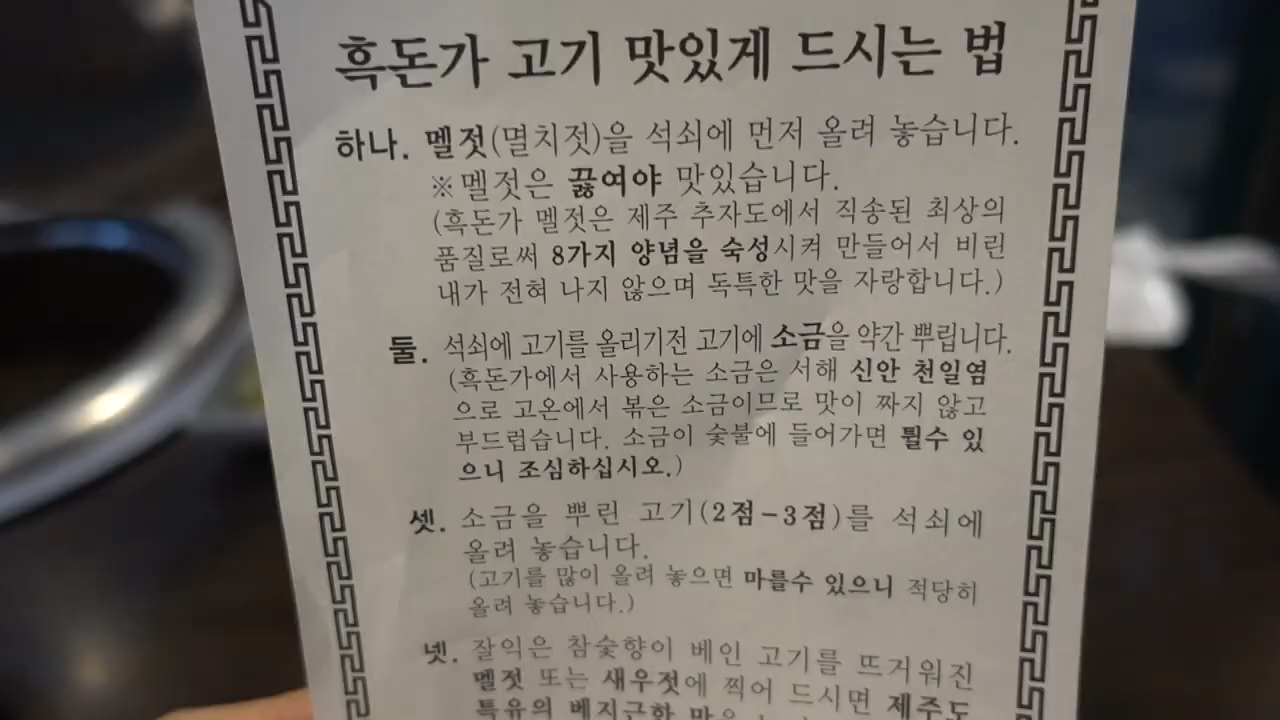 흑돈가 고기 맛있게 드시는 법
하나. 멜젓(멸치젓)을 석쇠에 먼저 올려 놓습니다.
※멜젓은 끓여야 맛있습니다.
(흑돈가 멜젓은 제주 추자도에서 직송된 최상의
품질로써 8가지 양념을 숙성시켜 만들어서 비린
내가 전혀 나지 않으며 독특한 맛을 자랑합니다.)
둘. 석쇠에 고기를 올리기전 고기에 소금을 약간 뿌립니다.
(흑돈가에서 사용하는 소금은 서해 신안 천일염
으로 고온에서 볶은 소금이므로 맛이 짜지 않고
부드럽습니다. 소금이 숯불에 들어가면 튈수 있
으니 조심하십시오.)
셋. 소금을 뿌린 고기(2점-3점)를 석쇠에
올려 놓습니다.
(고기를 많이 올려 놓으면 마를수 있으니 적당히
올려 놓습니다.)
넷. 잘익은 참숯향이 베인 고기를 뜨거워진
멜젓 또는 새우젓에 찍어 드시면 제주도
특유의 베지근한 맛을